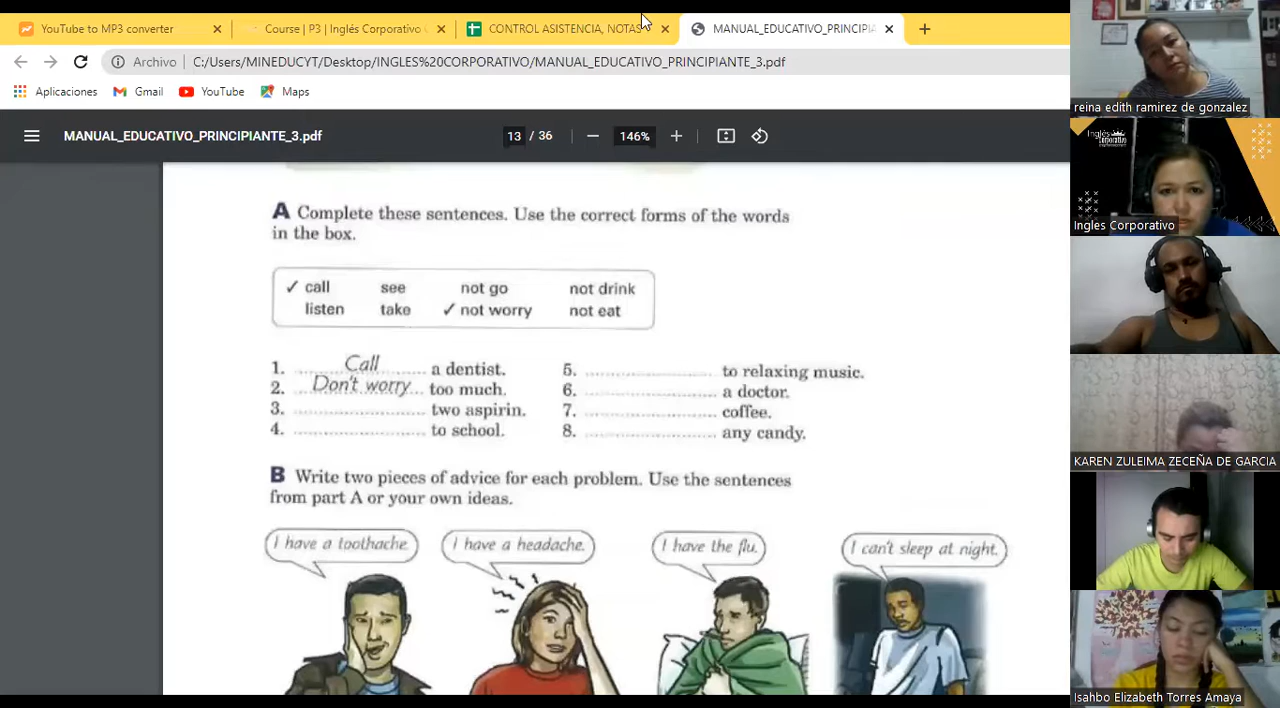 YouTube to MP3 converter
Course | P3 | Inglés Corporativo
CONTROL ASISTENCIA, NOTAS
MANUAL_EDUCATIVO_PRINCIPIA
Archivo
C:/Users/MINEDUCYT/Desktop/INGLES%20CORPORATIVO/MANUAL_EDUCATIVO_PRINCIPIANTE_3.pdf
Aplicaciones Gmail YouTube Maps
MANUAL_EDUCATIVO_PRINCIPIANTE_3.pdf
13 / 36
146%
A Complete these sentences. Use the correct forms of the words
in the box.
✓ call see not go not drink
listen take ✓ not worry not eat
1. Call a dentist.
2. Don't worry too much.
3. .............................. two aspirin.
4. .............................. to school.
5. .............................. to relaxing music.
6. .............................. a doctor.
7. .............................. coffee.
8. .............................. any candy.
B Write two pieces of advice for each problem. Use the sentences
from part A or your own ideas.
I have a toothache.
I have a headache.
I have the flu.
I can't sleep at night.
reina edith ramirez de gonzalez
Inglés
Corporativo
Ingles Corporativo
KAREN ZULEIMA ZECEÑA DE GARCIA
Isahbo Elizabeth Torres Amaya